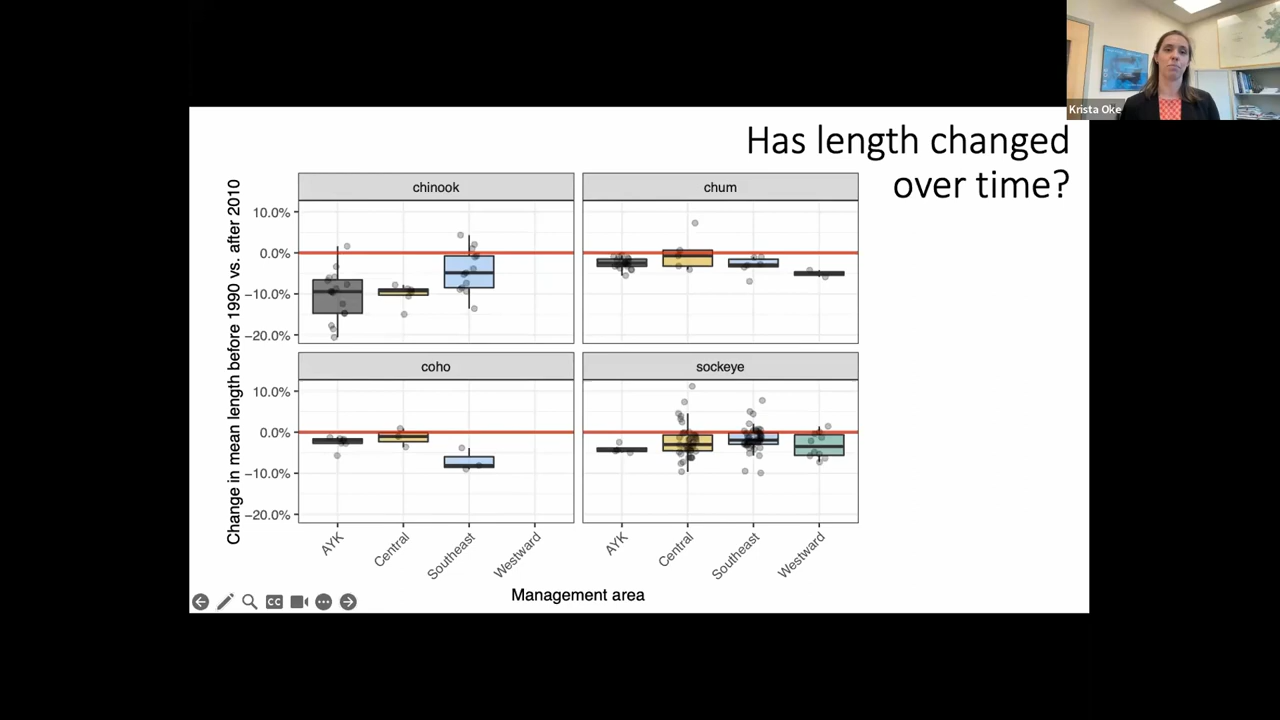 Krista Oke
Has length changed
over time?
Change in mean length before 1990 vs. after 2010
chinook
chum
10.0%
0.0%
−10.0%
−20.0%
coho
sockeye
10.0%
0.0%
−10.0%
−20.0%
AYK
Central
Southeast
Westward
AYK
Central
Southeast
Westward
Management area
CC